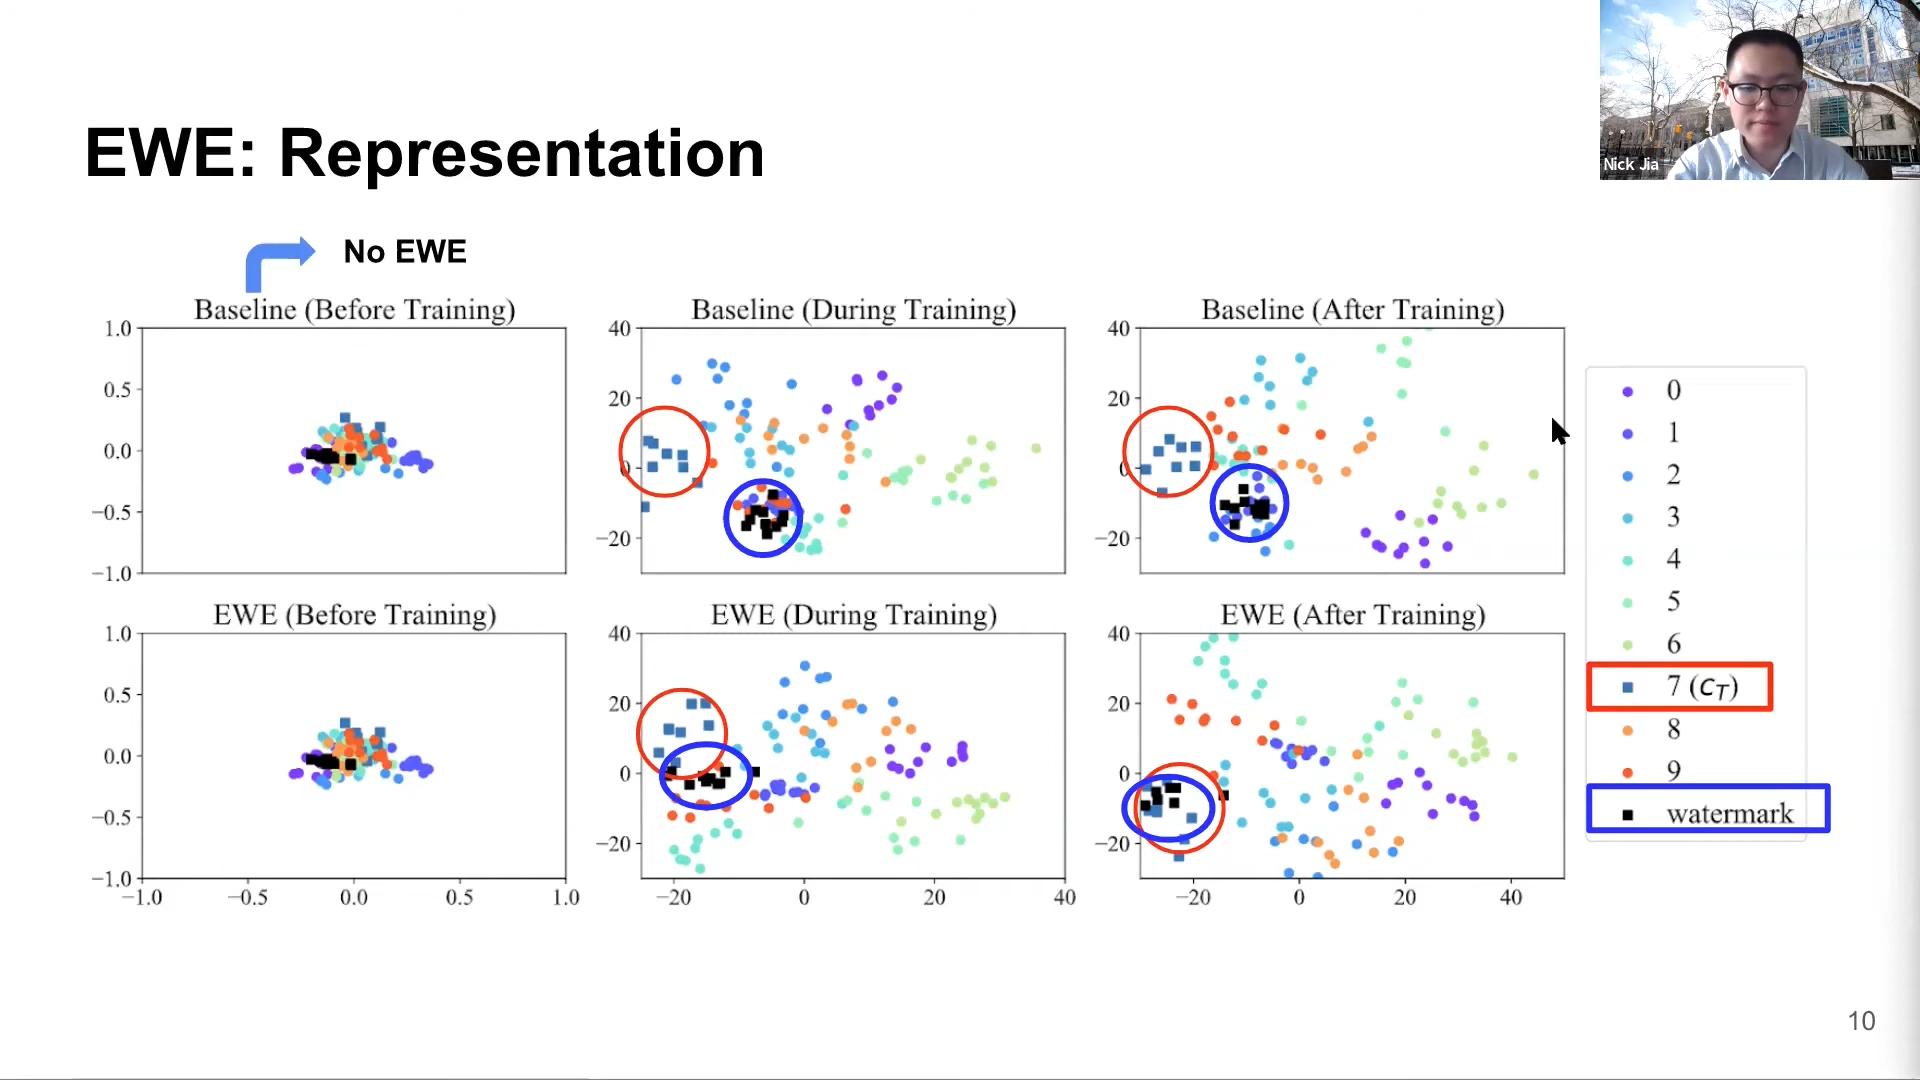 Nick Jia
EWE: Representation
No EWE
Baseline (Before Training)
1.0
0.5
0.0
−0.5
−1.0
Baseline (During Training)
40
20
0
−20
Baseline (After Training)
40
20
0
−20
EWE (Before Training)
1.0
0.5
0.0
−0.5
−1.0
−1.0 −0.5 0.0 0.5 1.0
EWE (During Training)
40
20
0
−20
−20 0 20 40
EWE (After Training)
40
20
0
−20
−20 0 20 40
0
1
2
3
4
5
6
7 (c_T)
8
9
watermark
10